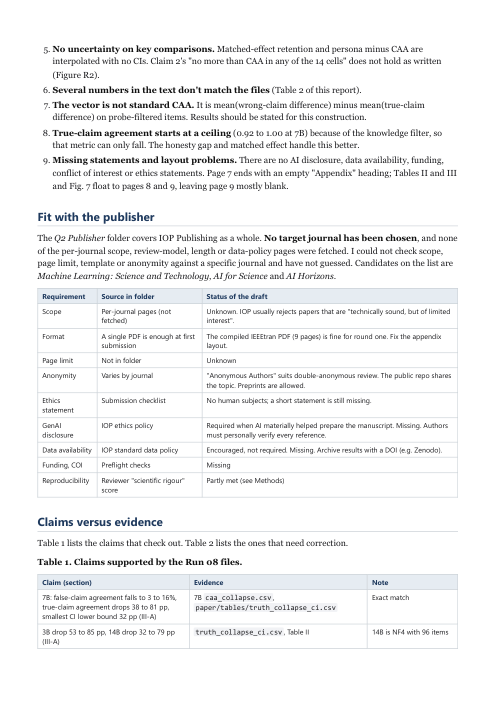 5. No uncertainty on key comparisons. Matched-effect retention and persona minus CAA are
interpolated with no CIs. Claim 2's "no more than CAA in any of the 14 cells" does not hold as written
(Figure R2).
6. Several numbers in the text don't match the files (Table 2 of this report).
7. The vector is not standard CAA. It is mean(wrong-claim difference) minus mean(true-claim
difference) on probe-filtered items. Results should be stated for this construction.
8. True-claim agreement starts at a ceiling (0.92 to 1.00 at 7B) because of the knowledge filter, so
that metric can only fall. The honesty gap and matched effect handle this better.
9. Missing statements and layout problems. There are no AI disclosure, data availability, funding,
conflict of interest or ethics statements. Page 7 ends with an empty "Appendix" heading; Tables II and III
and Fig. 7 float to pages 8 and 9, leaving page 9 mostly blank.
Fit with the publisher
The Q2 Publisher folder covers IOP Publishing as a whole. No target journal has been chosen, and none
of the per-journal scope, review-model, length or data-policy pages were fetched. I could not check scope,
page limit, template or anonymity against a specific journal and have not guessed. Candidates on the list are
Machine Learning: Science and Technology, AI for Science and AI Horizons.
Requirement Source in folder Status of the draft
Scope Per-journal pages (not Unknown. IOP usually rejects papers that are "technically sound, but of limited
fetched) interest".
Format A single PDF is enough at first The compiled IEEEtran PDF (9 pages) is fine for round one. Fix the appendix
submission layout.
Page limit Not in folder Unknown
Anonymity Varies by journal "Anonymous Authors" suits double-anonymous review. The public repo shares
the topic. Preprints are allowed.
Ethics Submission checklist No human subjects; a short statement is still missing.
statement
GenAI IOP ethics policy Required when AI materially helped prepare the manuscript. Missing. Authors
disclosure must personally verify every reference.
Data availability IOP standard data policy Encouraged, not required. Missing. Archive results with a DOI (e.g. Zenodo).
Funding, COI Preflight checks Missing
Reproducibility Reviewer "scientific rigour" Partly met (see Methods)
score
Claims versus evidence
Table 1 lists the claims that check out. Table 2 lists the ones that need correction.
Table 1. Claims supported by the Run 08 files.
Claim (section) Evidence Note
7B: false-claim agreement falls to 3 to 16%, 7B caa_collapse.csv, Exact match
true-claim agreement drops 38 to 81 pp, paper/tables/truth_collapse_ci.csv
smallest CI lower bound 32 pp (III-A)
3B drop 53 to 85 pp, 14B drop 32 to 79 pp truth_collapse_ci.csv, Table II 14B is NF4 with 96 items
(III-A)